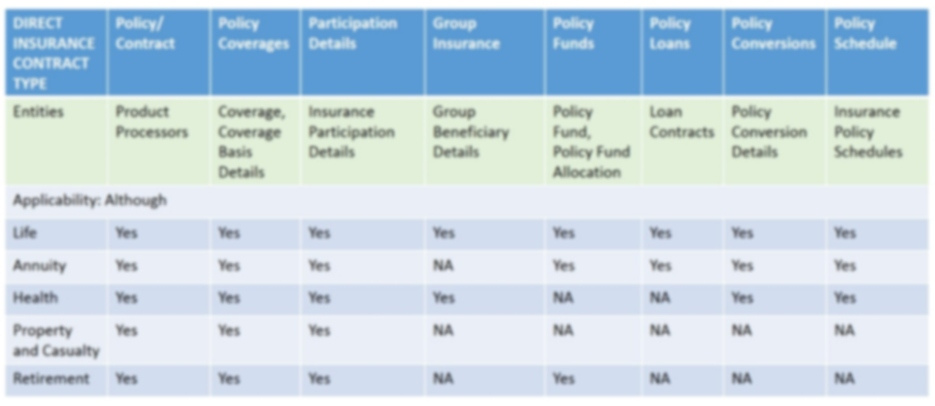 DIRECT INSURANCE CONTRACT TYPE Policy/ Contract Policy Coverages Participation Details Group Insurance Policy Funds Policy Loans Policy Conversions Policy Schedule
Entities Product Processors Coverage, Coverage Basis Details Insurance Participation Details Group Beneficiary Details Policy Fund, Policy Fund Allocation Loan Contracts Policy Conversion Details Insurance Policy Schedules
Applicability: Although
Life Yes Yes Yes Yes Yes Yes Yes Yes
Annuity Yes Yes Yes NA Yes Yes Yes Yes
Health Yes Yes Yes Yes NA NA Yes Yes
Property and Casualty Yes Yes Yes NA NA NA NA NA
Retirement Yes Yes Yes NA Yes NA NA NA